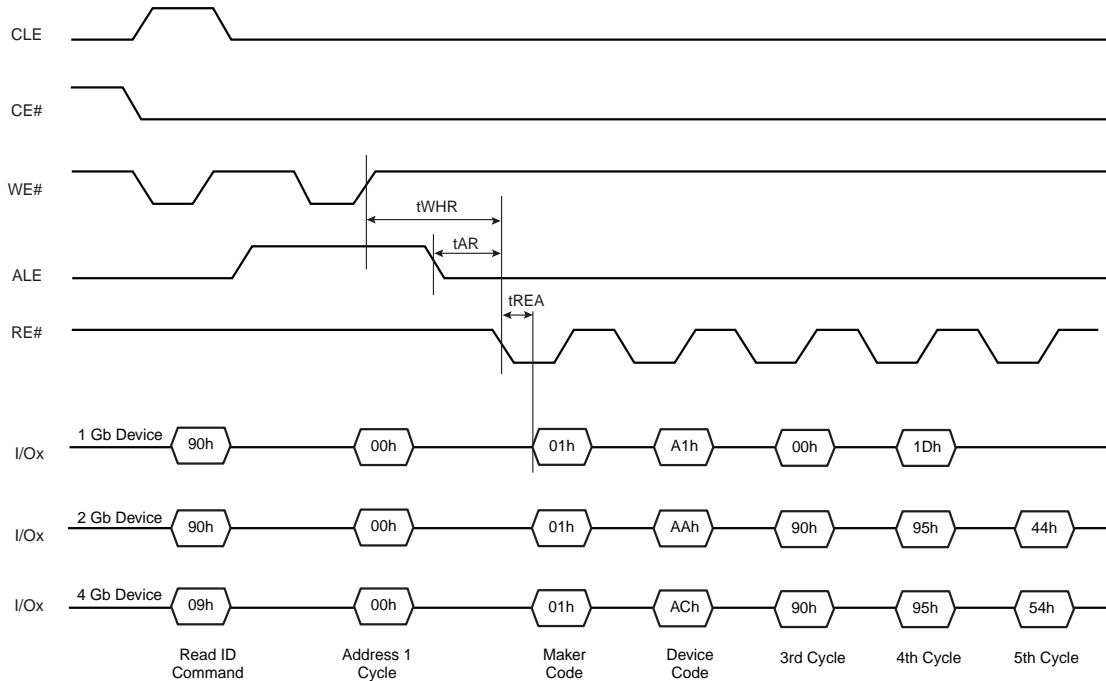 CLE
CE#
WE#
tWHR
tAR
ALE
tREA
RE#
I/Ox 1 Gb Device 90h 00h 01h A1h 00h 1Dh
I/Ox 2 Gb Device 90h 00h 01h AAh 90h 95h 44h
I/Ox 4 Gb Device 09h 00h 01h ACh 90h 95h 54h
Read ID Address 1 Maker Device 3rd Cycle 4th Cycle 5th Cycle
Command Cycle Code Code